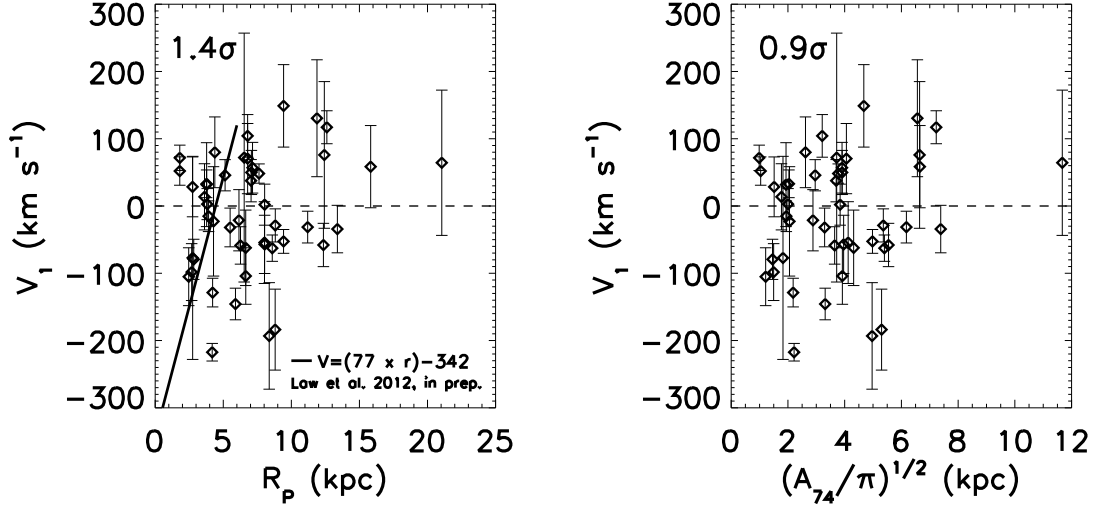 300
200
100
0
−100
−200
−300
V₁ (km s⁻¹)
1.4σ
V=(77 x r)−342
Law et al. 2012, in prep.
0 5 10 15 20 25
R_P (kpc)
300
200
100
0
−100
−200
−300
V₁ (km s⁻¹)
0.9σ
0 2 4 6 8 10 12
(A₇₄/π)^1/2 (kpc)